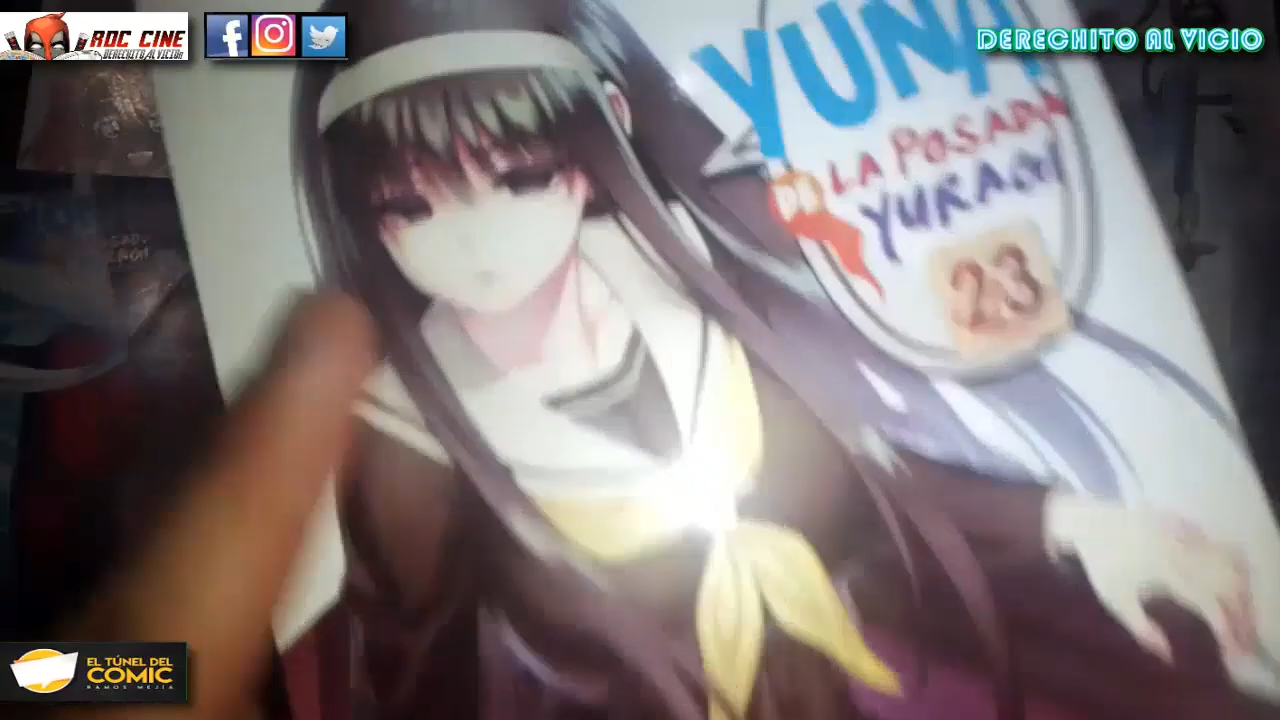 RDC CINE
DERECHITO AL VICIO
DERECHITO AL VICIO
YUNA
DE LA POSADA
YURAGI
23
EL TÚNEL DEL
COMIC
RAMOS MEJÍA